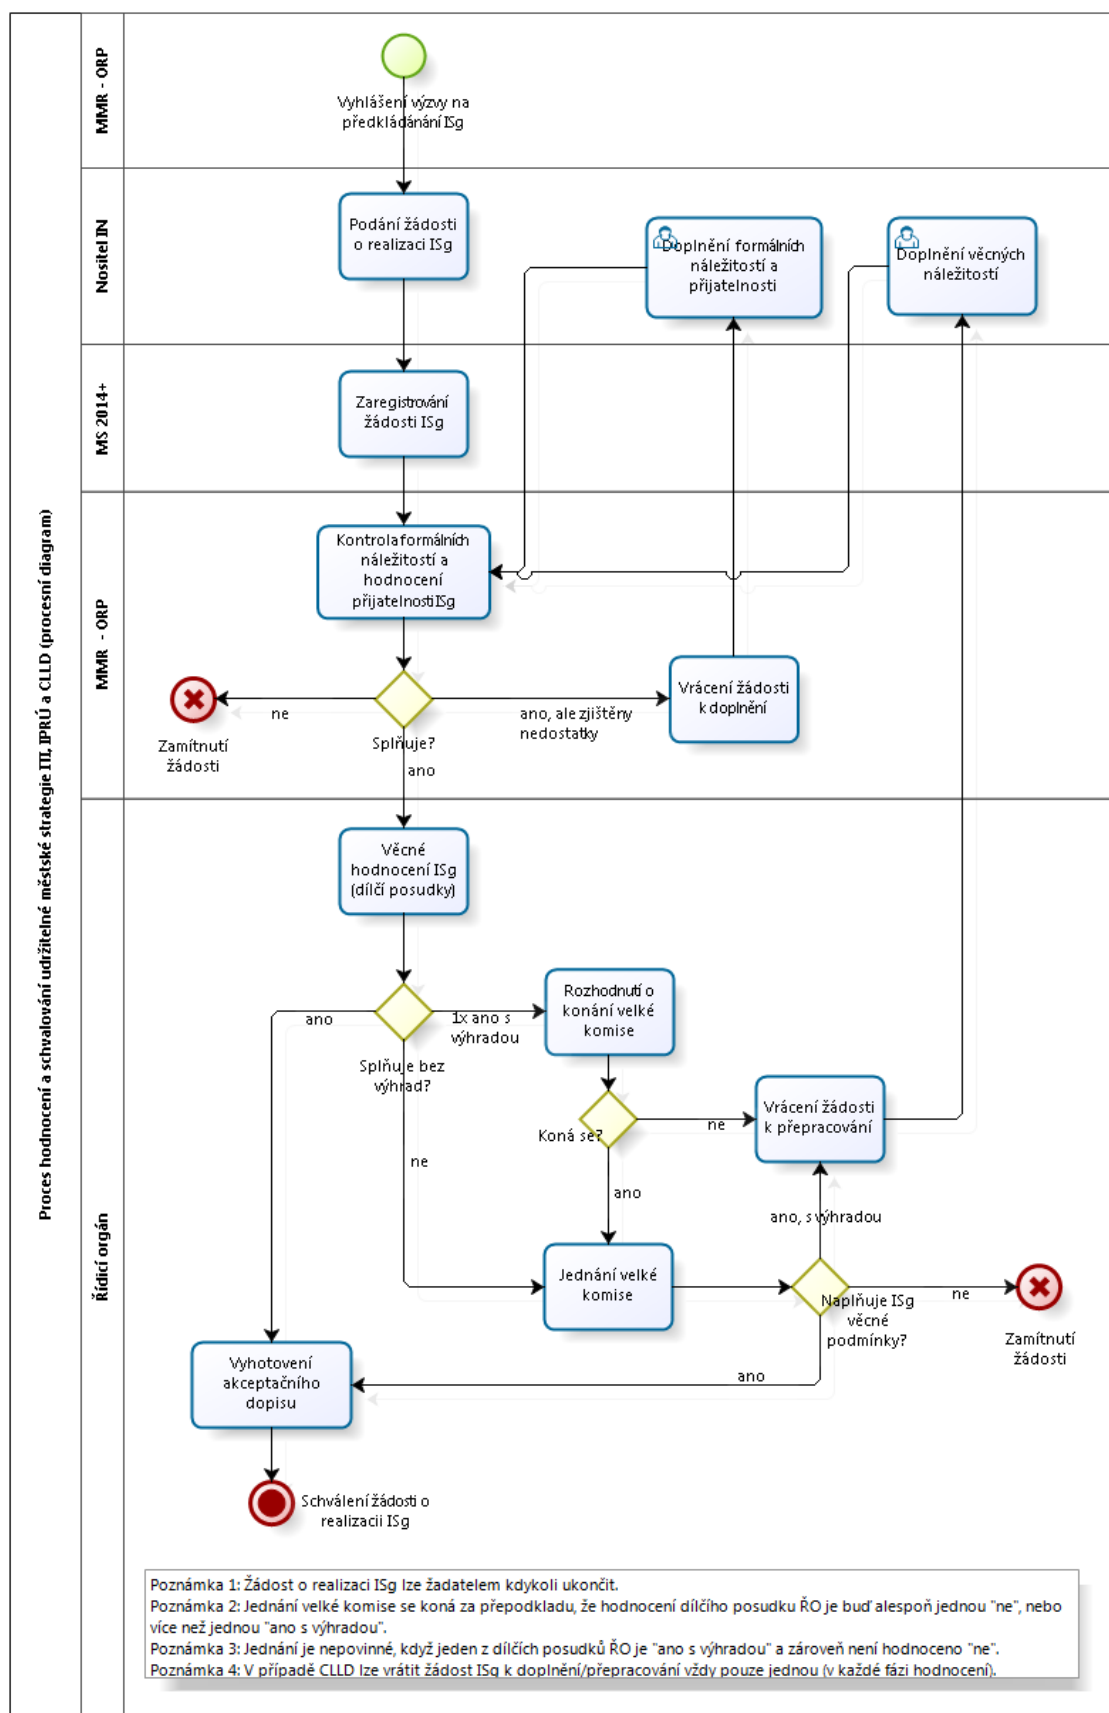 Proces hodnocení a schvalování udržitelné městské strategie ITI, IPRÚ a CLLD (procesní diagram)
MMR - ORP
Vyhlášení výzvy na
předkládánání ISg
Nositel IN
Podání žádosti
o realizaci ISg
Doplnění formálních
náležitostí a
přijatelnosti
Doplnění věcných
náležitostí
MS 2014+
Zaregistrování
žádosti ISg
MMR - ORP
Kontrola formálních
náležitostí a
hodnocení
přijatelnosti ISg
Vrácení žádosti
k doplnění
ne
ano, ale zjištěny
nedostatky
Zamítnutí
žádosti
Splňuje?
ano
Řídicí orgán
Věcné
hodnocení ISg
(dílčí posudky)
Rozhodnutí o
konání velké
komise
ano
1x ano s
výhradou
Splňuje bez
výhrad?
Vrácení žádosti
k přepracování
Koná se?
ne
ne
ano
ano, s výhradou
Jednání velké
komise
Naplňuje ISg
věcné
podmínky?
ne
Zamítnutí
žádosti
Vyhotovení
akceptačního
dopisu
ano
Schválení žádosti o
realizacii ISg
Poznámka 1: Žádost o realizaci ISg lze žadatelem kdykoli ukončit.
Poznámka 2: Jednání velké komise se koná za přepodkladu, že hodnocení dílčího posudku ŘO je buď alespoň jednou "ne", nebo
více než jednou "ano s výhradou".
Poznámka 3: Jednání je nepovinné, když jeden z dílčích posudků ŘO je "ano s výhradou" a zároveň není hodnoceno "ne".
Poznámka 4: V případě CLLD lze vrátit žádost ISg k doplnění/přepracování vždy pouze jednou (v každé fázi hodnocení).